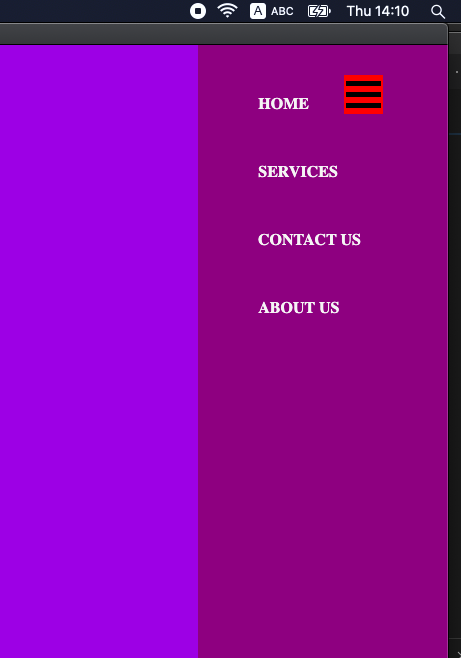 A ABC Thu 14:10
HOME
SERVICES
CONTACT US
ABOUT US